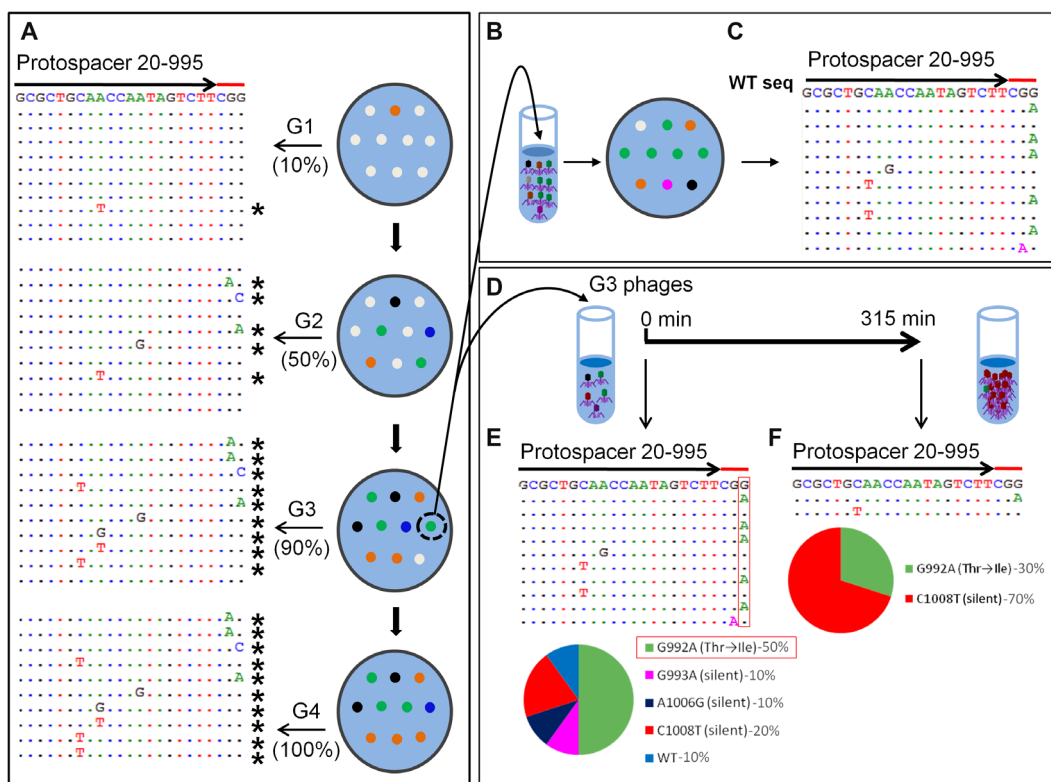 A
Protospacer 20-995
GCGCTGCAACCAATAGTCTTCGG
T *
G1
(10%)
A *
C *
A *
G *
T *
G2
(50%)
A *
A *
C *
T *
A *
G *
G *
T *
T *
G3
(90%)
A *
A *
C *
T *
*
G *
G *
T *
T *
T *
G4
(100%)
B
C
Protospacer 20-995
WT seq GCGCTGCAACCAATAGTCTTCGG
A
A
G
T
A
T
A
A
D
G3 phages
0 min
315 min
E
Protospacer 20-995
GCGCTGCAACCAATAGTCTTCGG
A
A
A
G
T
A
T
A
A
G992A (Thr→Ile)-50%
G993A (silent)-10%
A1006G (silent)-10%
C1008T (silent)-20%
WT-10%
F
Protospacer 20-995
GCGCTGCAACCAATAGTCTTCGG
A
T
G992A (Thr→Ile)-30%
C1008T (silent)-70%